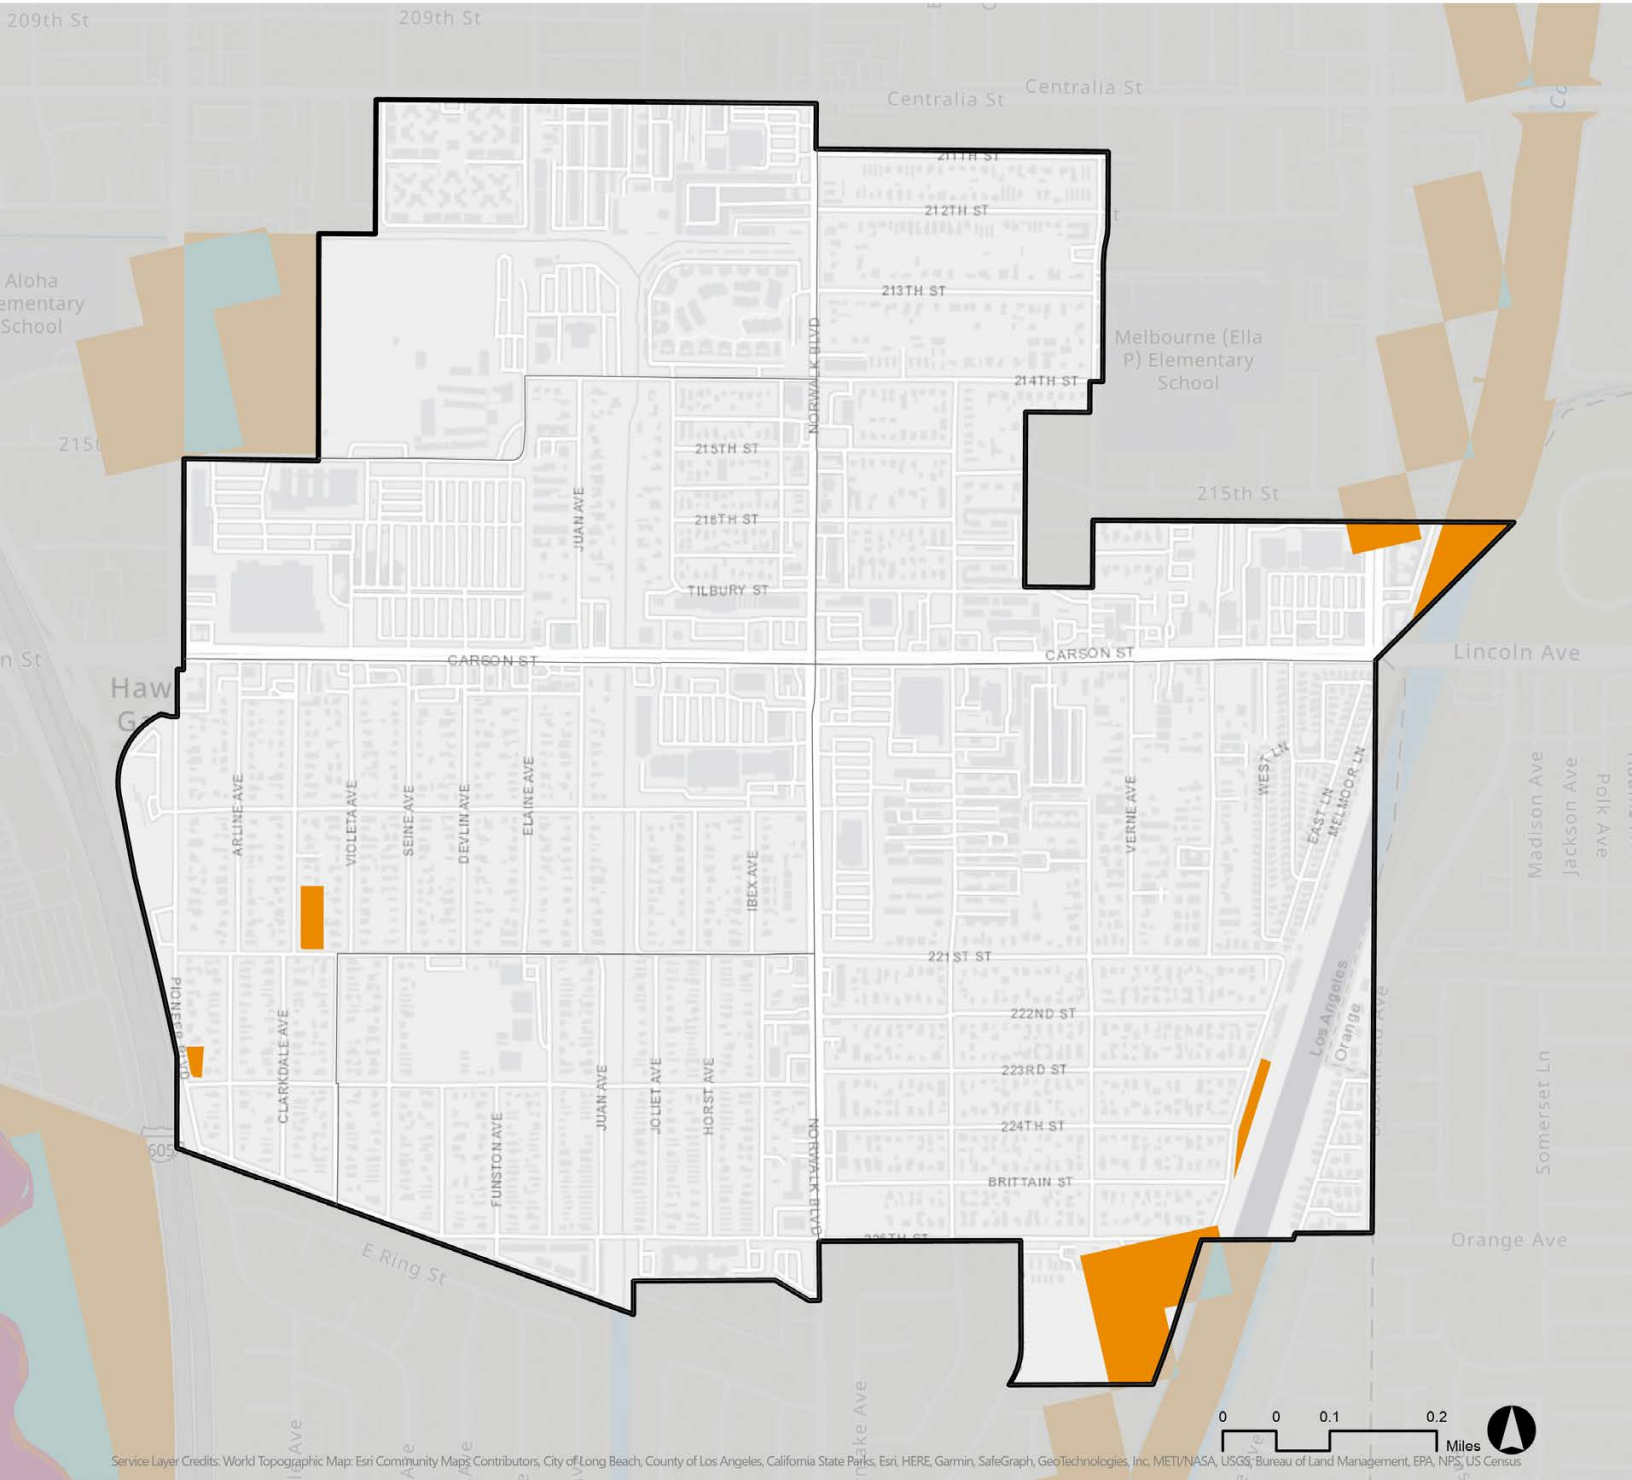 209th St
209th St
Centralia St
Centralia St
211TH ST
212TH ST
213TH ST
Aloha
ementary
School
Melbourne (Ella
P) Elementary
School
NORWALK BLVD
214TH ST
215TH ST
215t
215th St
JUAN AVE
216TH ST
TILBURY ST
CARSON ST
CARSON ST
Lincoln Ave
n St
Haw
Ga
ARLINE AVE
VIOLETA AVE
SEINE AVE
DEVLIN AVE
ELAINE AVE
IBEX AVE
VERNE AVE
WEST LN
EAST LN
MELMOOR LN
Madison Ave
Jackson Ave
Polk Ave
221ST ST
PIONEER BLVD
CLARKDALE AVE
222ND ST
Los Angeles
Orange
223RD ST
FUNSTON AVE
JUAN AVE
JOLIET AVE
HORST AVE
NORWALK BLVD
224TH ST
BRITTAIN ST
226TH ST
Somerset Ln
605
E Ring St
Orange Ave
0 0 0.1 0.2
Miles
Service Layer Credits: World Topographic Map: Esri Community Maps Contributors, City of Long Beach, County of Los Angeles, California State Parks, Esri, HERE, Garmin, SafeGraph, GeoTechnologies, Inc, METI/NASA, USGS, Bureau of Land Management, EPA, NPS, US Census